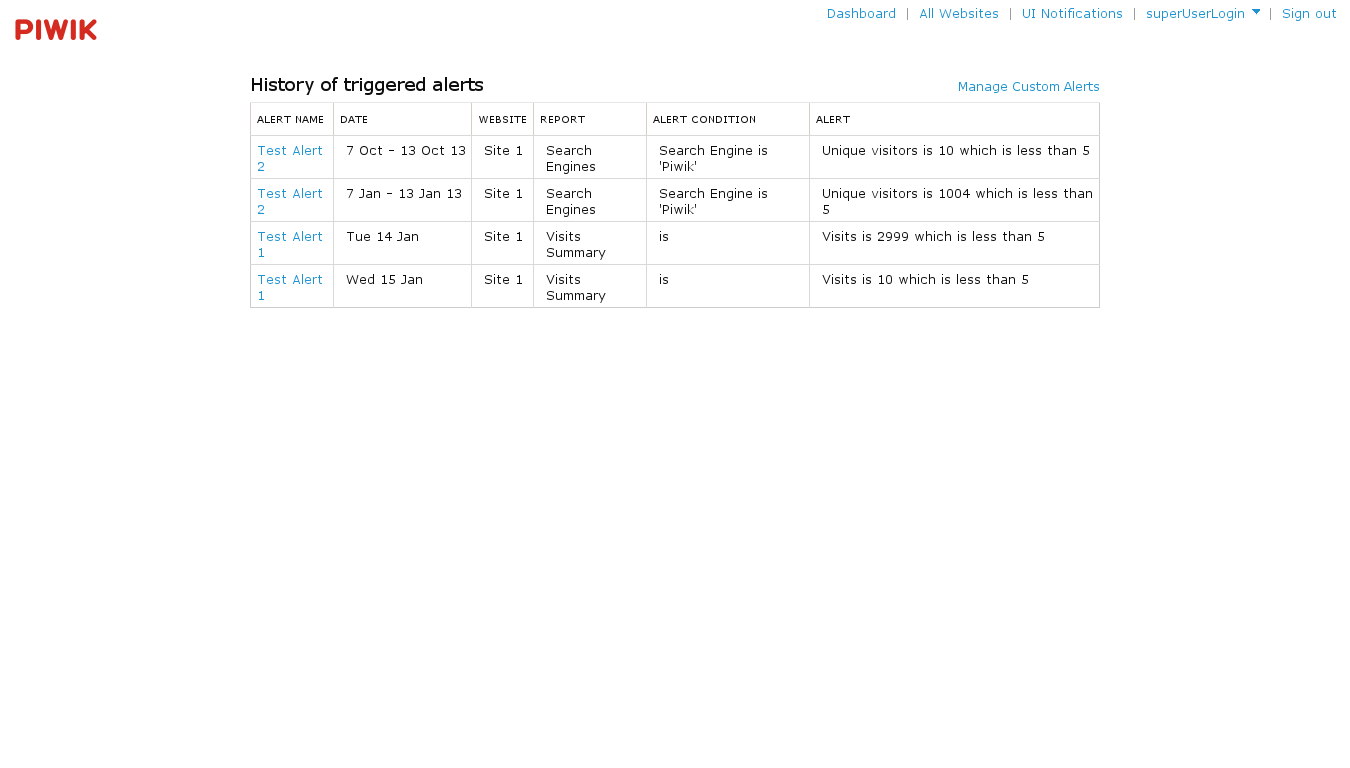 PIWIK
Dashboard | All Websites | UI Notifications | superUserLogin | Sign out
History of triggered alerts
Manage Custom Alerts
ALERT NAME DATE WEBSITE REPORT ALERT CONDITION ALERT
Test Alert 2 7 Oct – 13 Oct 13 Site 1 Search Engines Search Engine is 'Piwik' Unique visitors is 10 which is less than 5
Test Alert 2 7 Jan – 13 Jan 13 Site 1 Search Engines Search Engine is 'Piwik' Unique visitors is 1004 which is less than 5
Test Alert 1 Tue 14 Jan Site 1 Visits Summary is Visits is 2999 which is less than 5
Test Alert 1 Wed 15 Jan Site 1 Visits Summary is Visits is 10 which is less than 5